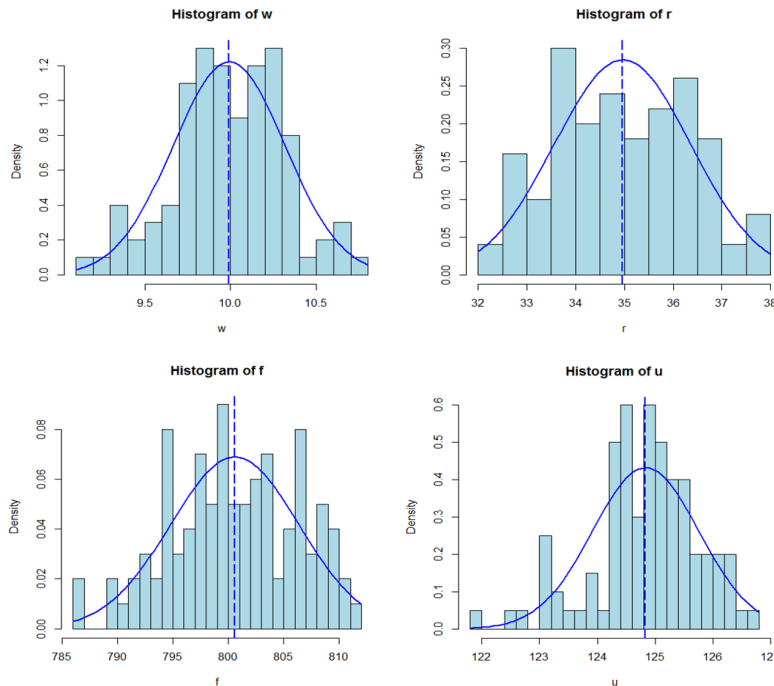 Histogram of w
Density
0.0 0.2 0.4 0.6 0.8 1.0 1.2
9.5 10.0 10.5
w
Histogram of r
Density
0.00 0.05 0.10 0.15 0.20 0.25 0.30
32 33 34 35 36 37 38
r
Histogram of f
Density
0.00 0.02 0.04 0.06 0.08
785 790 795 800 805 810
f
Histogram of u
Density
0.0 0.1 0.2 0.3 0.4 0.5 0.6
122 123 124 125 126 12
u